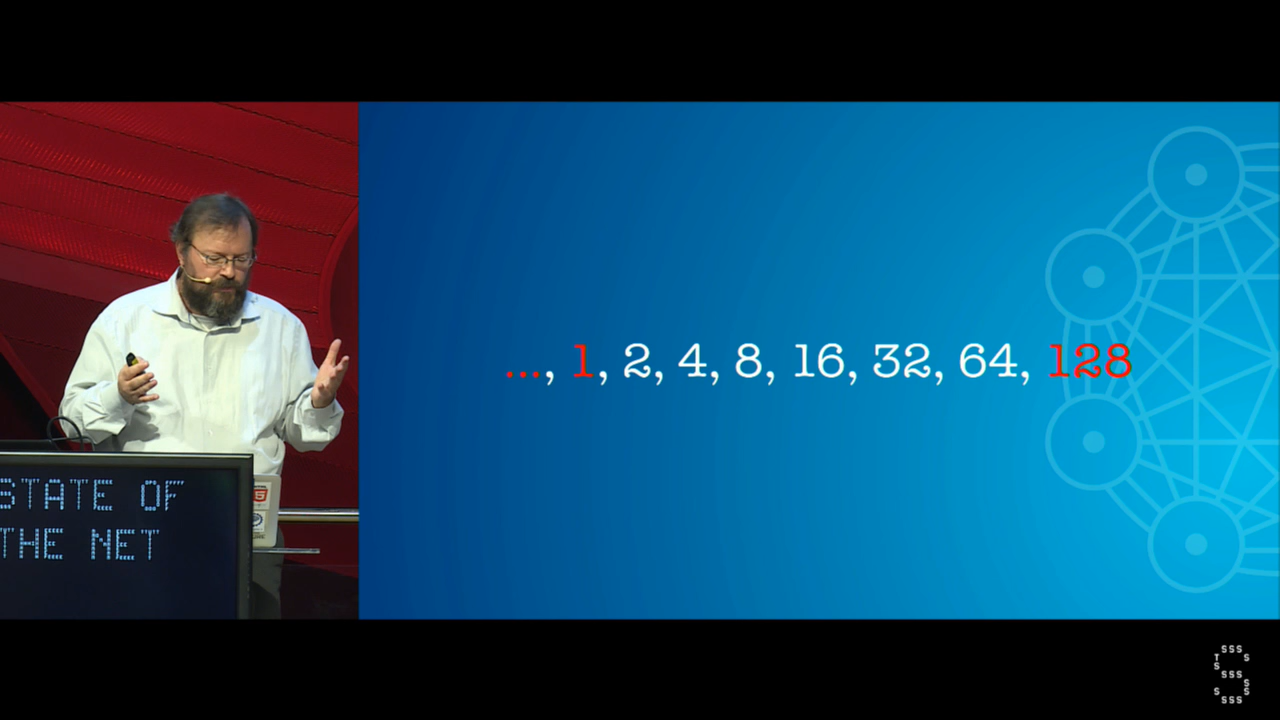 ..., 1, 2, 4, 8, 16, 32, 64, 128
STATE OF
THE NET